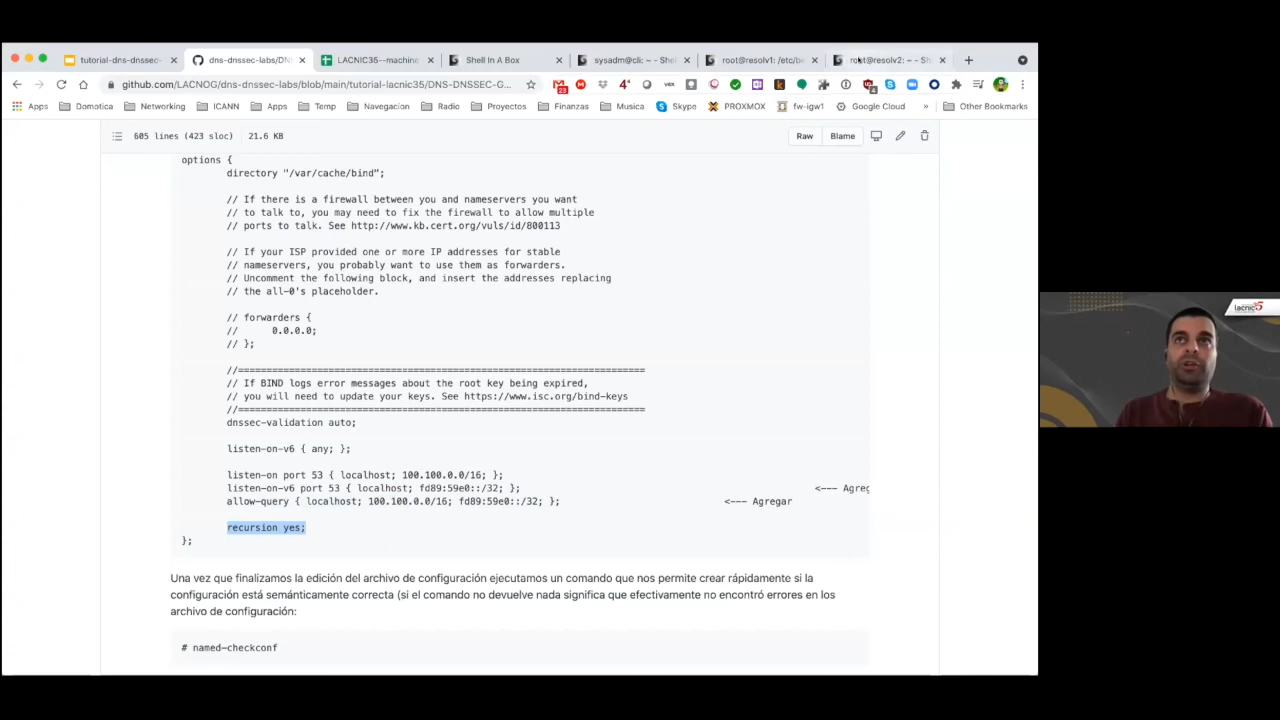 tutorial-dns-dnssec-
dns-dnssec-labs/DNS
LACNIC35--machine
Shell In A Box
sysadm@cli: ~ - Shel
root@resolv1: /etc/be
root@resolv2: ~ - Sh
github.com/LACNOG/dns-dnssec-labs/blob/main/tutorial-lacnic35/DNS-DNSSEC-G...
23
Apps
Domotica
Networking
ICANN
Apps
Temp
Navegacion
Radio
Proyectos
Finanzas
Musica
Skype
PROXMOX
fw-igw1
Google Cloud
»
Other Bookmarks
605 lines (423 sloc)
21.6 KB
Raw
Blame
options {
directory "/var/cache/bind";
// If there is a firewall between you and nameservers you want
// to talk to, you may need to fix the firewall to allow multiple
// ports to talk. See http://www.kb.cert.org/vuls/id/800113
// If your ISP provided one or more IP addresses for stable
// nameservers, you probably want to use them as forwarders.
// Uncomment the following block, and insert the addresses replacing
// the all-0's placeholder.
// forwarders {
// 0.0.0.0;
// };
//========================================================================
// If BIND logs error messages about the root key being expired,
// you will need to update your keys. See https://www.isc.org/bind-keys
//========================================================================
dnssec-validation auto;
listen-on-v6 { any; };
listen-on port 53 { localhost; 100.100.0.0/16; };
listen-on-v6 port 53 { localhost; fd89:59e0::/32; }; <--- Agreg
allow-query { localhost; 100.100.0.0/16; fd89:59e0::/32; }; <--- Agregar
recursion yes;
};
Una vez que finalizamos la edición del archivo de configuración ejecutamos un comando que nos permite crear rápidamente si la
configuración está semánticamente correcta (si el comando no devuelve nada significa que efectivamente no encontró errores en los
archivo de configuración:
# named-checkconf
lacnic35